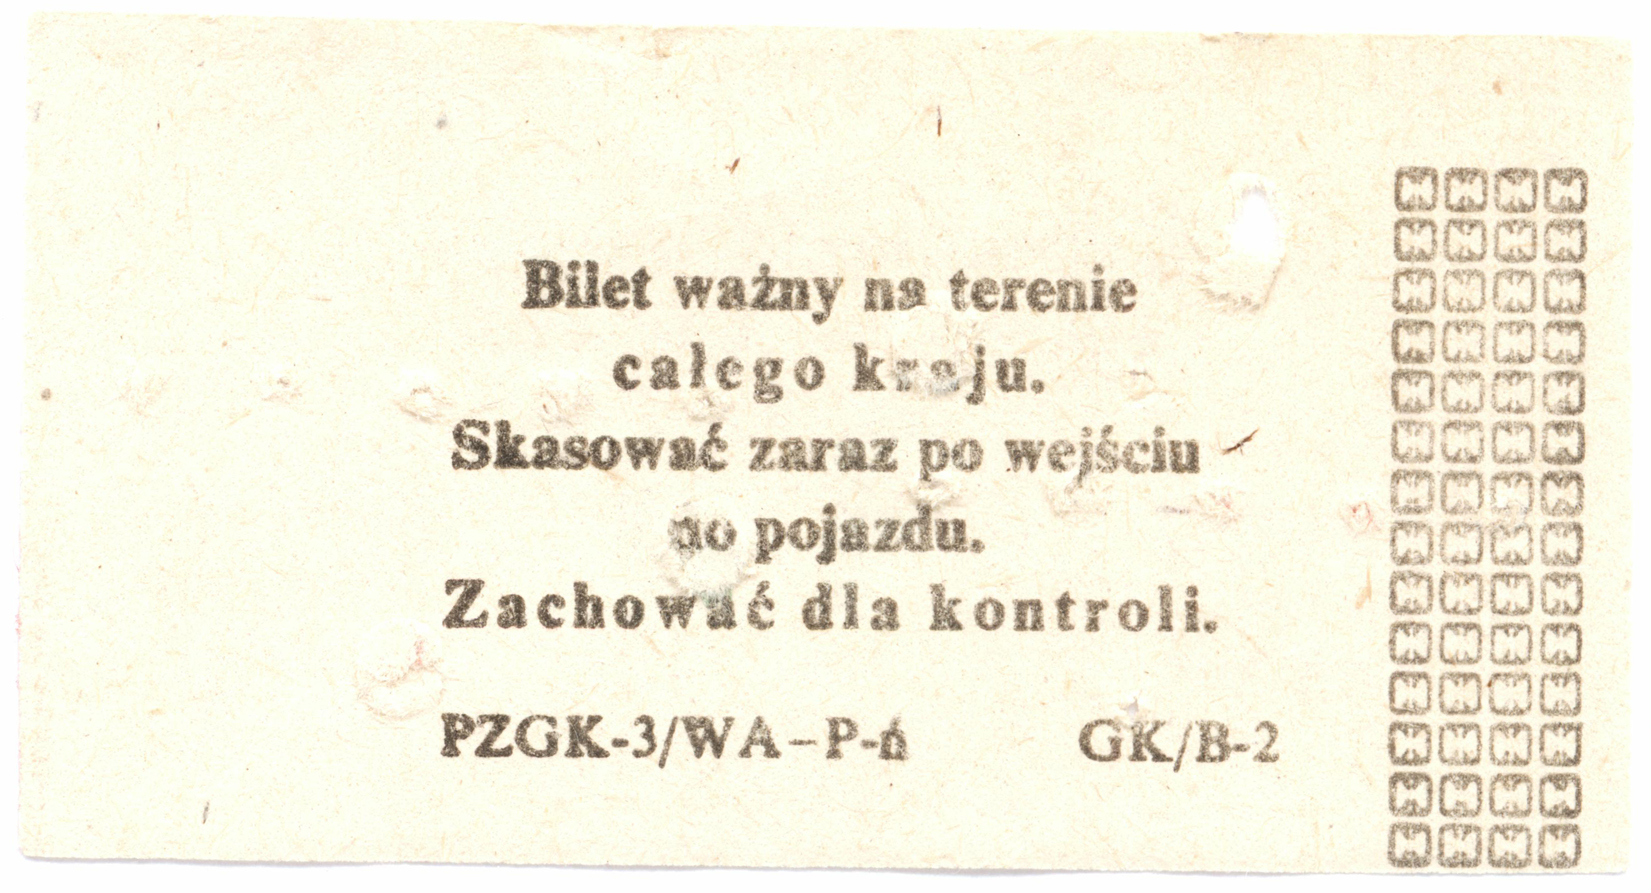 Bilet ważny na terenie
całego kraju.
Skasować zaraz po wejściu
do pojazdu.
Zachować dla kontroli.
PZGK-3/WA-P-6 GK/B-2